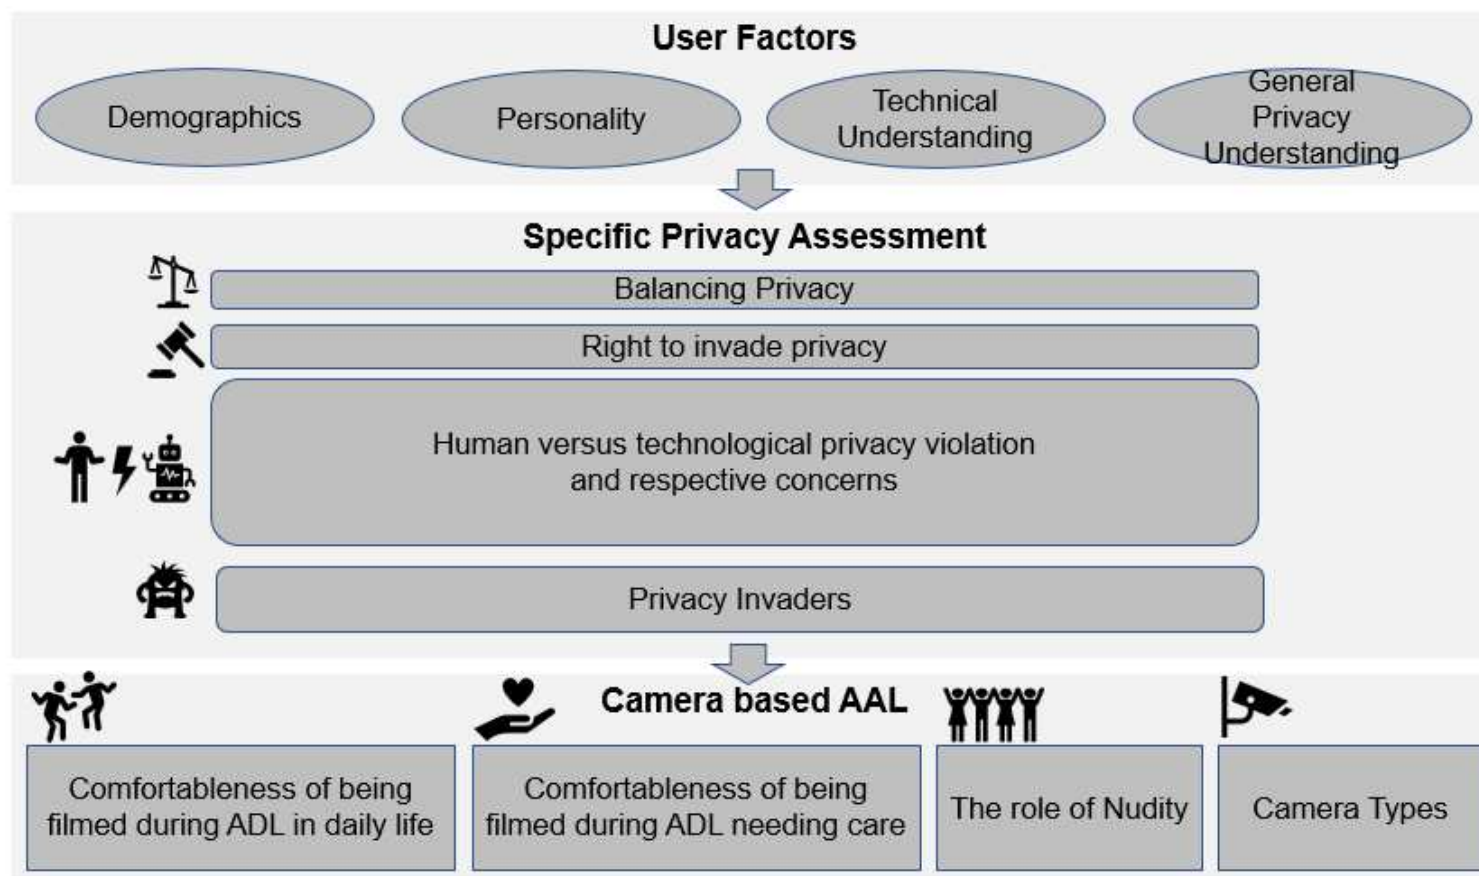 User Factors
Demographics
Personality
Technical
Understanding
General
Privacy
Understanding
Specific Privacy Assessment
Balancing Privacy
Right to invade privacy
Human versus technological privacy violation
and respective concerns
Privacy Invaders
Camera based AAL
Comfortableness of being
filmed during ADL in daily life
Comfortableness of being
filmed during ADL needing care
The role of Nudity
Camera Types